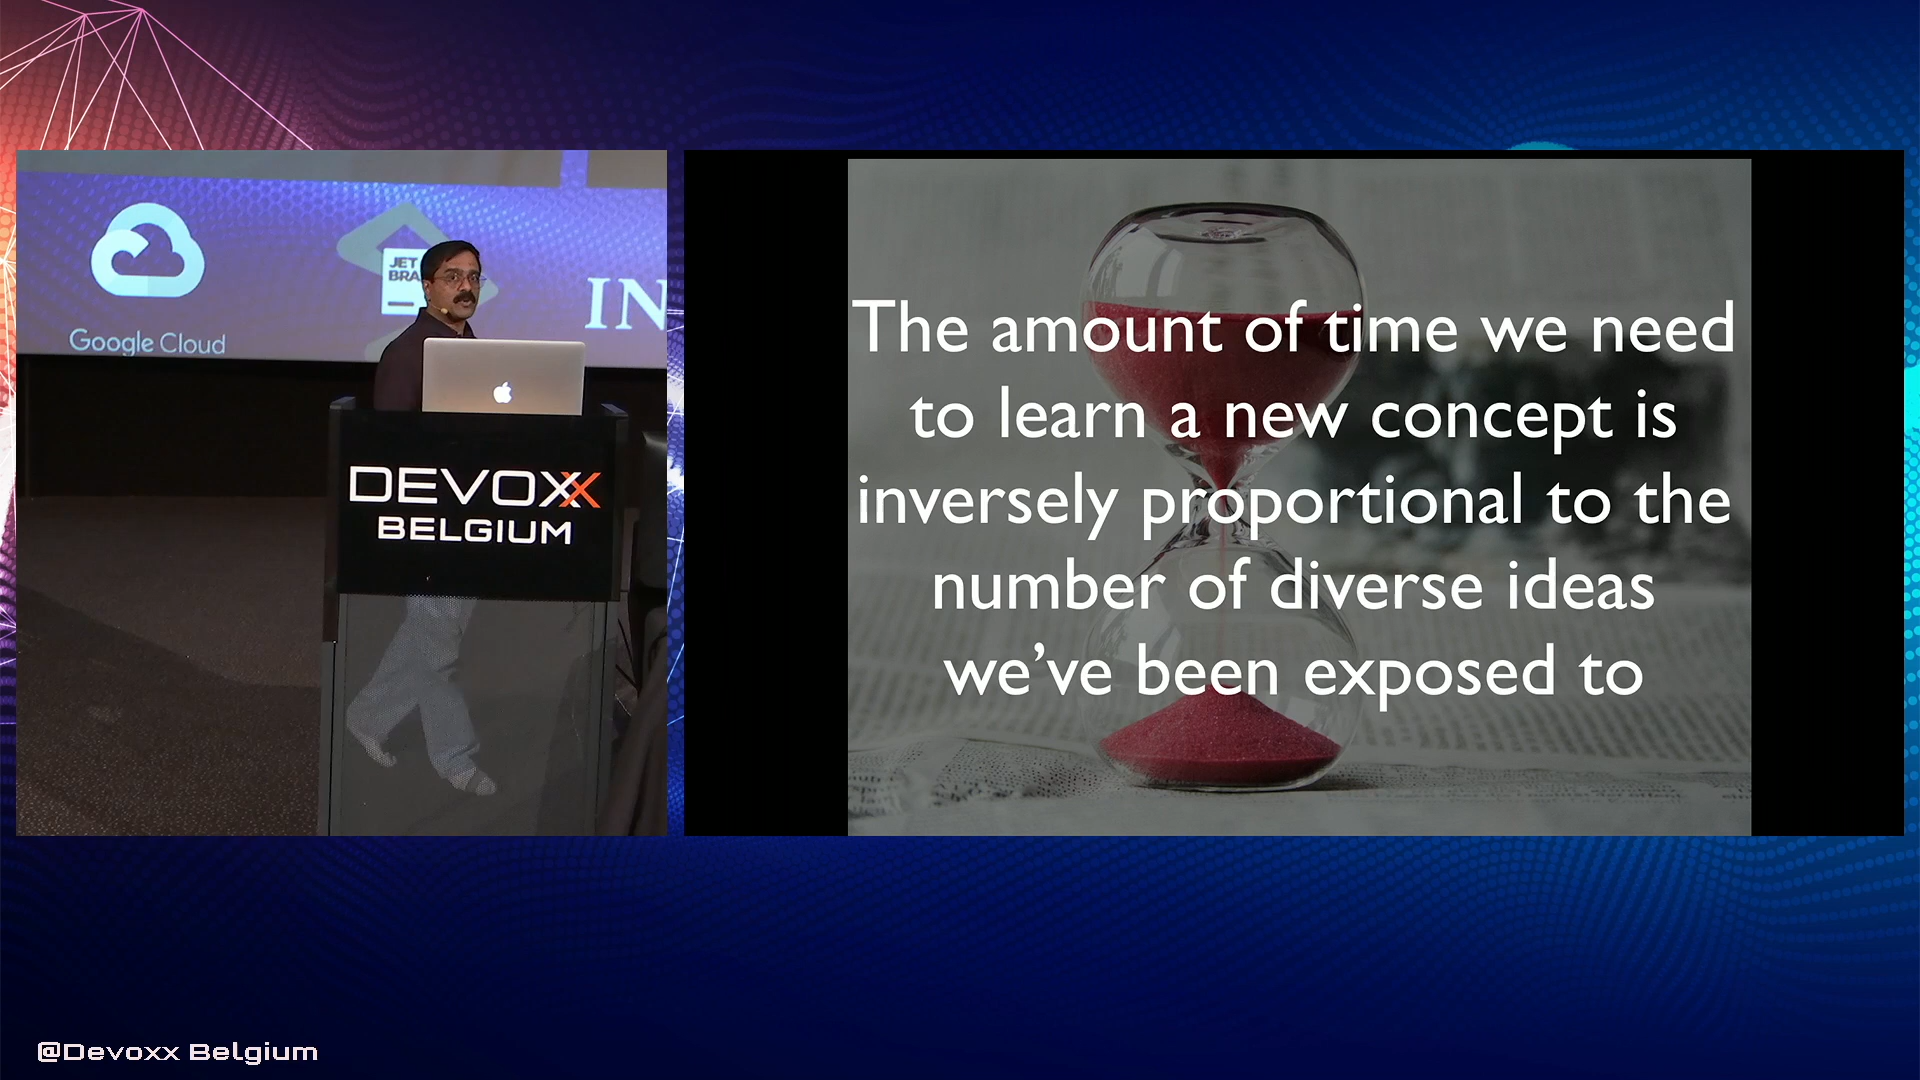 Google Cloud
JET
BRA
IN
DEVOXX
BELGIUM
The amount of time we need
to learn a new concept is
inversely proportional to the
number of diverse ideas
we've been exposed to
@Devoxx Belgium